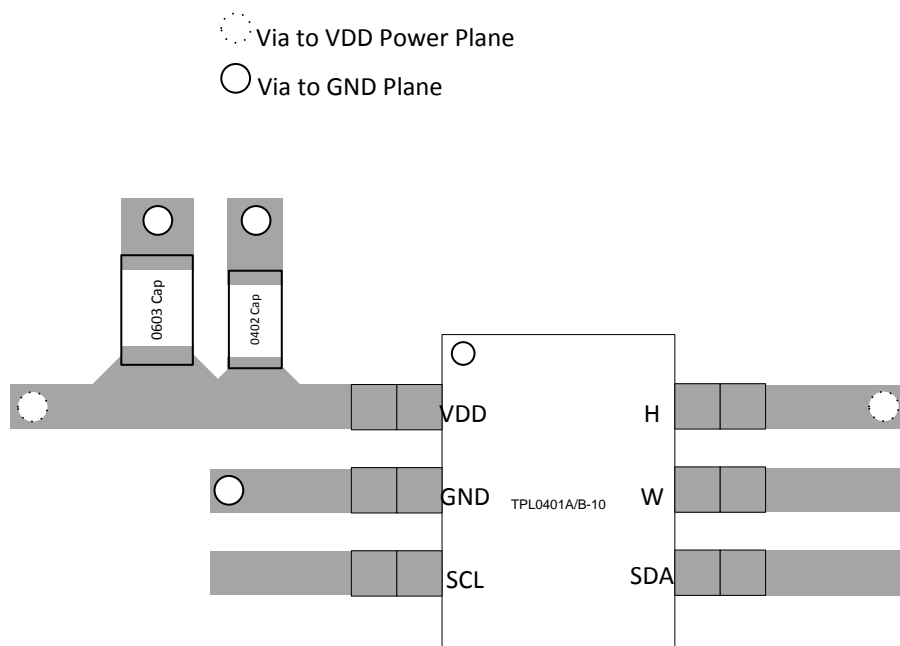 Via to VDD Power Plane
Via to GND Plane
0603 Cap
0402 Cap
VDD
H
GND
TPL0401A/B-10
W
SCL
SDA